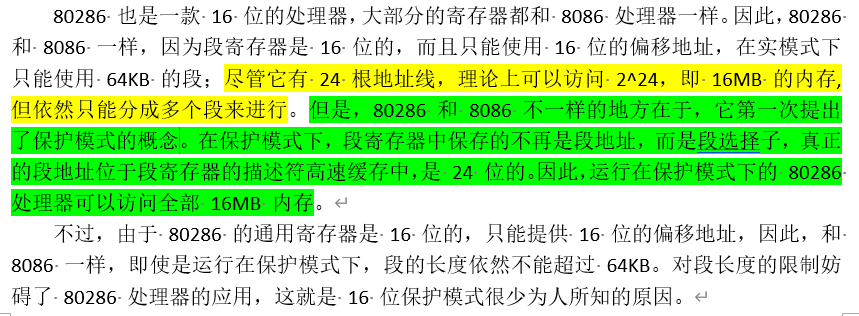 80286 也是一款 16 位的处理器，大部分的寄存器都和 8086 处理器一样。因此，80286
和 8086 一样，因为段寄存器是 16 位的，而且只能使用 16 位的偏移地址，在实模式下
只能使用 64KB 的段；尽管它有 24 根地址线，理论上可以访问 2^24，即 16MB 的内存，
但依然只能分成多个段来进行。但是，80286 和 8086 不一样的地方在于，它第一次提出
了保护模式的概念。在保护模式下，段寄存器中保存的不再是段地址，而是段选择子，真正
的段地址位于段寄存器的描述符高速缓存中，是 24 位的。因此，运行在保护模式下的 80286
处理器可以访问全部 16MB 内存。
不过，由于 80286 的通用寄存器是 16 位的，只能提供 16 位的偏移地址，因此，和
8086 一样，即使是运行在保护模式下，段的长度依然不能超过 64KB。对段长度的限制妨
碍了 80286 处理器的应用，这就是 16 位保护模式很少为人所知的原因。